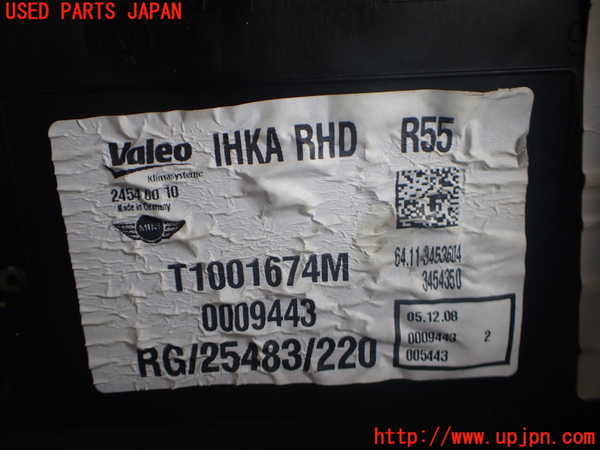 USED PARTS JAPAN
Valeo IHKA RHD R55
Klimasysteme
2454 60 10
Made in Germany
MINI
64.11-3453604
3454350
T1001674M
0009443
05.12.08
0009443 2
005443
RG/25483/220
http://www.upjpn.com/